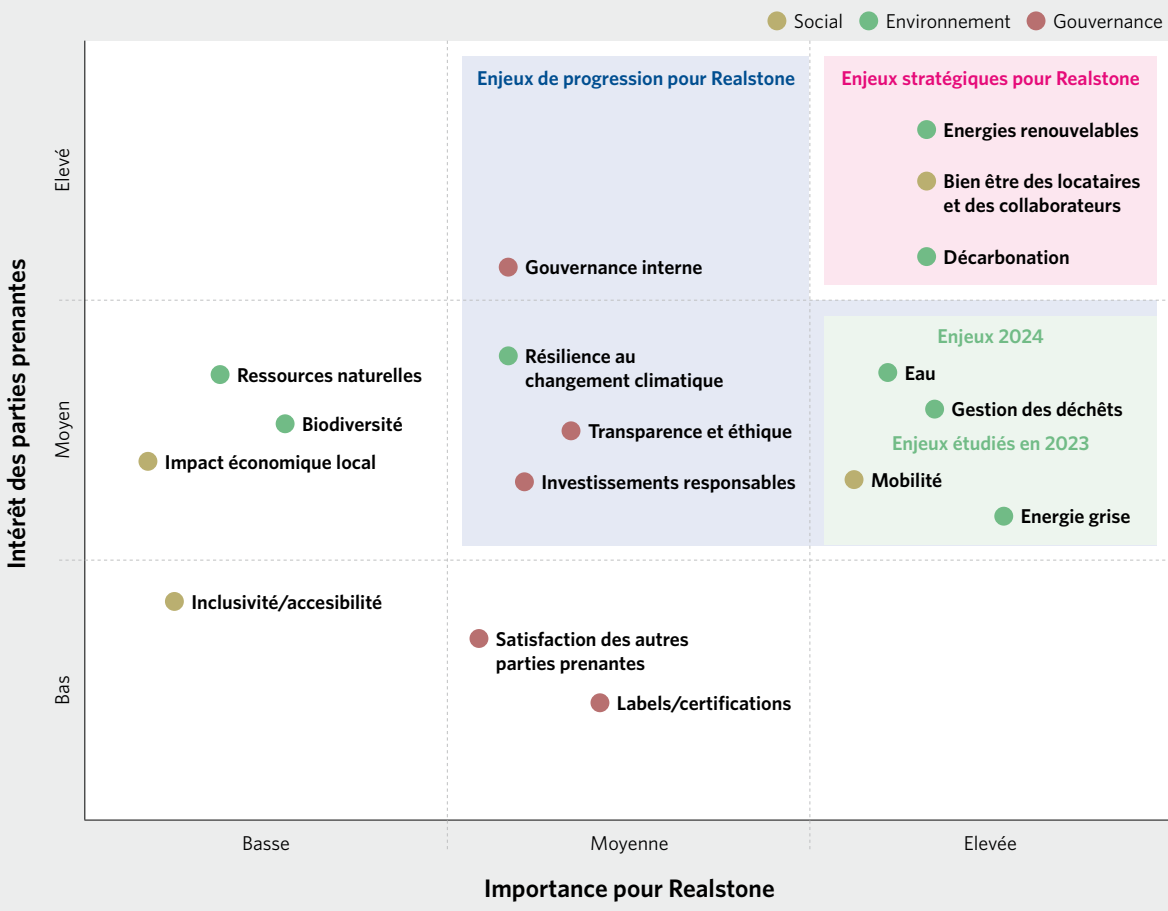 Social
Environnement
Gouvernance
Enjeux de progression pour Realstone
Enjeux stratégiques pour Realstone
Energies renouvelables
Bien être des locataires
et des collaborateurs
Décarbonation
Gouvernance interne
Elevé
Enjeux 2024
Résilience au
changement climatique
Eau
Ressources naturelles
Gestion des déchêts
Biodiversité
Transparence et éthique
Enjeux étudiés en 2023
Impact économique local
Mobilité
Investissements responsables
Energie grise
Moyen
Intérêt des parties prenantes
Inclusivité/accesibilité
Satisfaction des autres
parties prenantes
Labels/certifications
Bas
Basse
Moyenne
Elevée
Importance pour Realstone